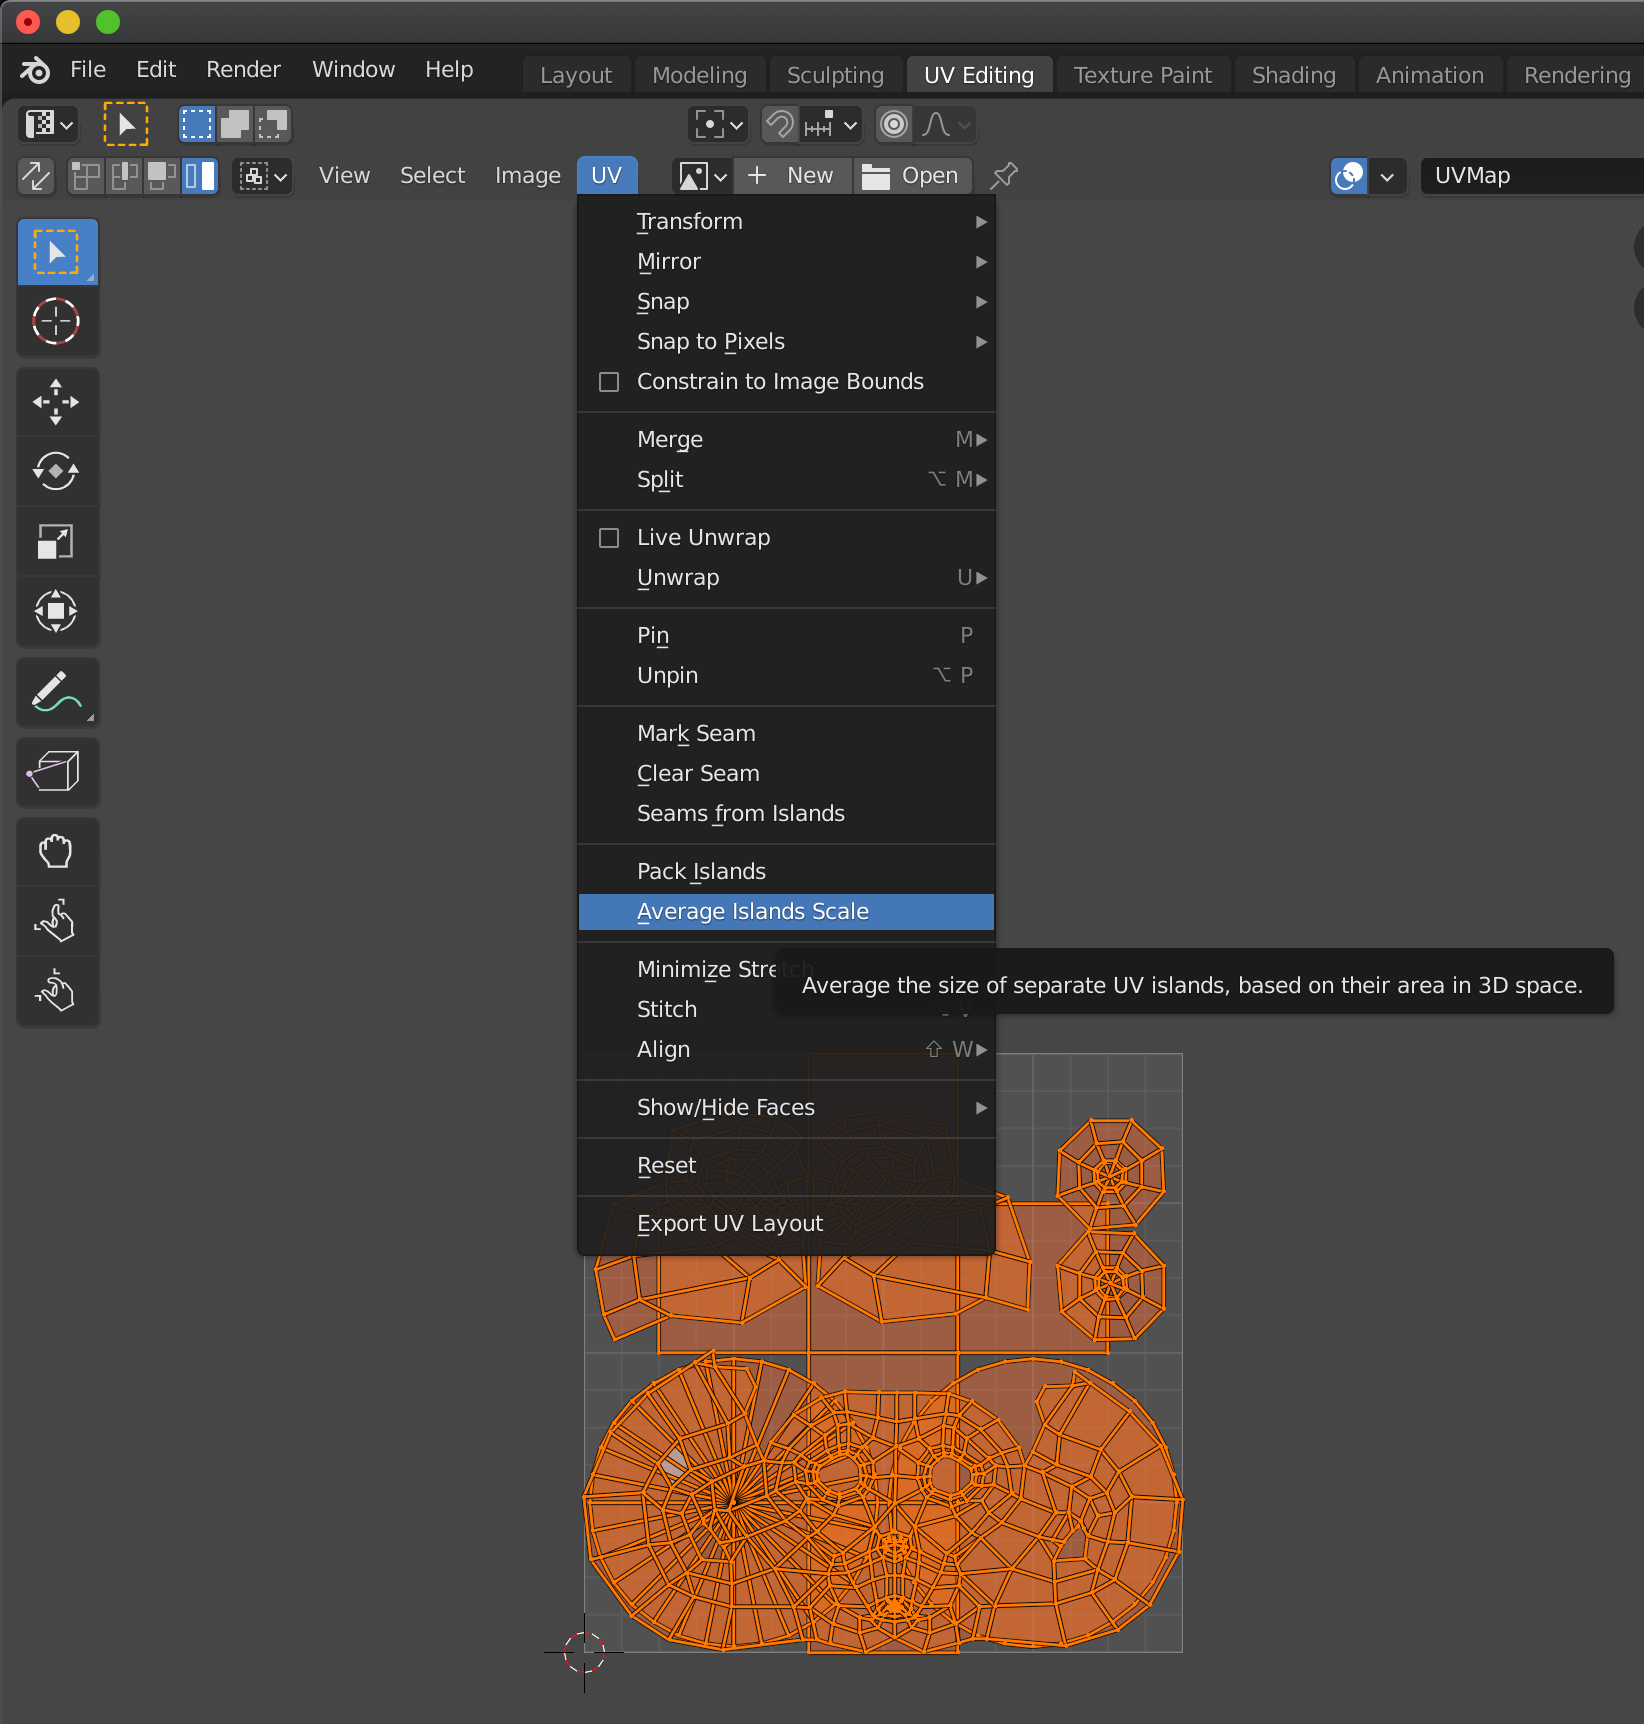 File Edit Render Window Help Layout Modeling Sculpting UV Editing Texture Paint Shading Animation Rendering
View Select Image UV New Open UVMap
Transform
Mirror
Snap
Snap to Pixels
Constrain to Image Bounds
Merge M
Split ⌥ M
Live Unwrap
Unwrap U
Pin P
Unpin ⌥ P
Mark Seam
Clear Seam
Seams from Islands
Pack Islands
Average Islands Scale
Minimize Stretch
Average the size of separate UV islands, based on their area in 3D space.
Stitch ⌥ V
Align ⇧ W
Show/Hide Faces
Reset
Export UV Layout